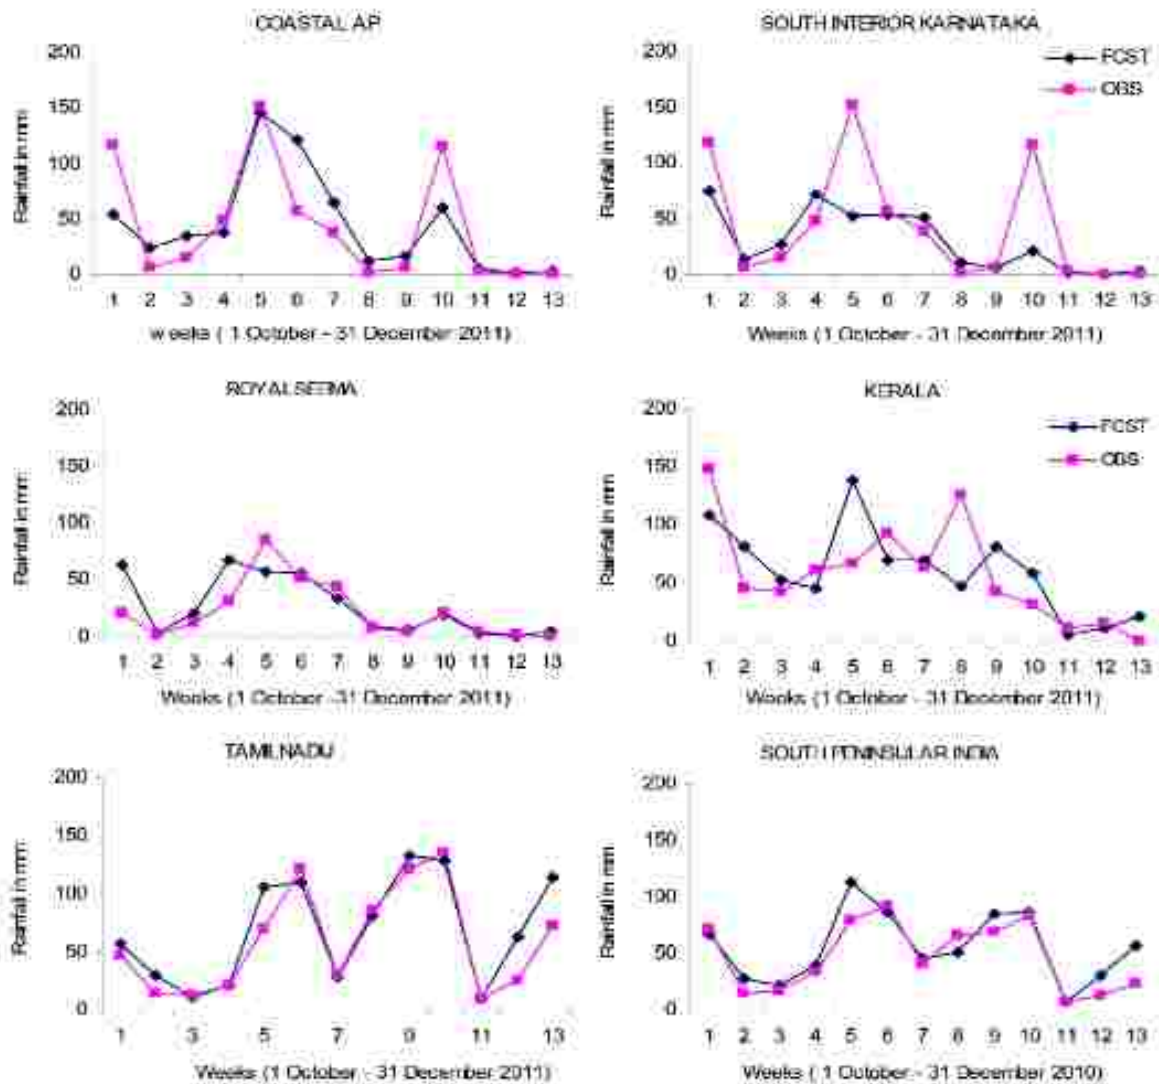 COASTAL AP
200
150
100
50
0
Rainfall in mm
1 2 3 4 5 6 7 8 9 10 11 12 13
weeks ( 1 October - 31 December 2011)
SOUTH INTERIOR KARNATAKA
200
150
100
50
0
Rainfall in mm
FCST
OBS
1 2 3 4 5 6 7 8 9 10 11 12 13
Weeks (1 October - 31 December 2011)
ROYALSEEMA
200
150
100
50
0
Rainfall in mm
1 2 3 4 5 6 7 8 9 10 11 12 13
Weeks (1 October - 31 December 2011)
KERALA
200
150
100
50
0
Rainfall in mm
FCST
OBS
1 2 3 4 5 6 7 8 9 10 11 12 13
Weeks (1 October - 31 December 2011)
TAMILNADU
200
150
100
50
0
Rainfall in mm
1 3 5 7 9 11 13
Weeks (1 October - 31 December 2011)
SOUTH PENINSULAR INDIA
200
150
100
50
0
Rainfall in mm
1 2 3 4 5 6 7 8 9 10 11 12 13
Weeks ( 1 October - 31 December 2010)